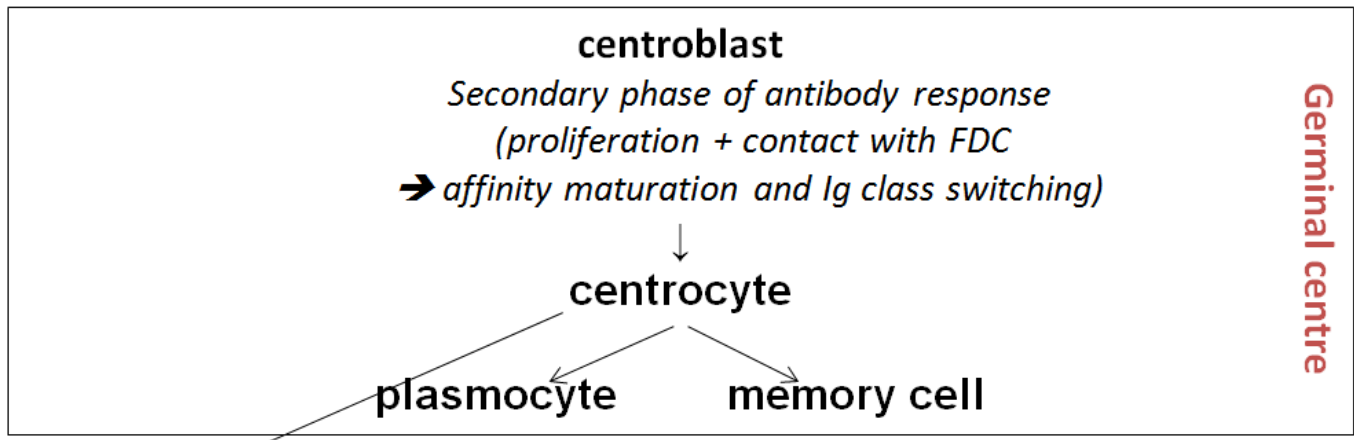 centroblast
Secondary phase of antibody response
(proliferation + contact with FDC
➔ affinity maturation and Ig class switching)
centrocyte
plasmocyte memory cell
Germinal centre